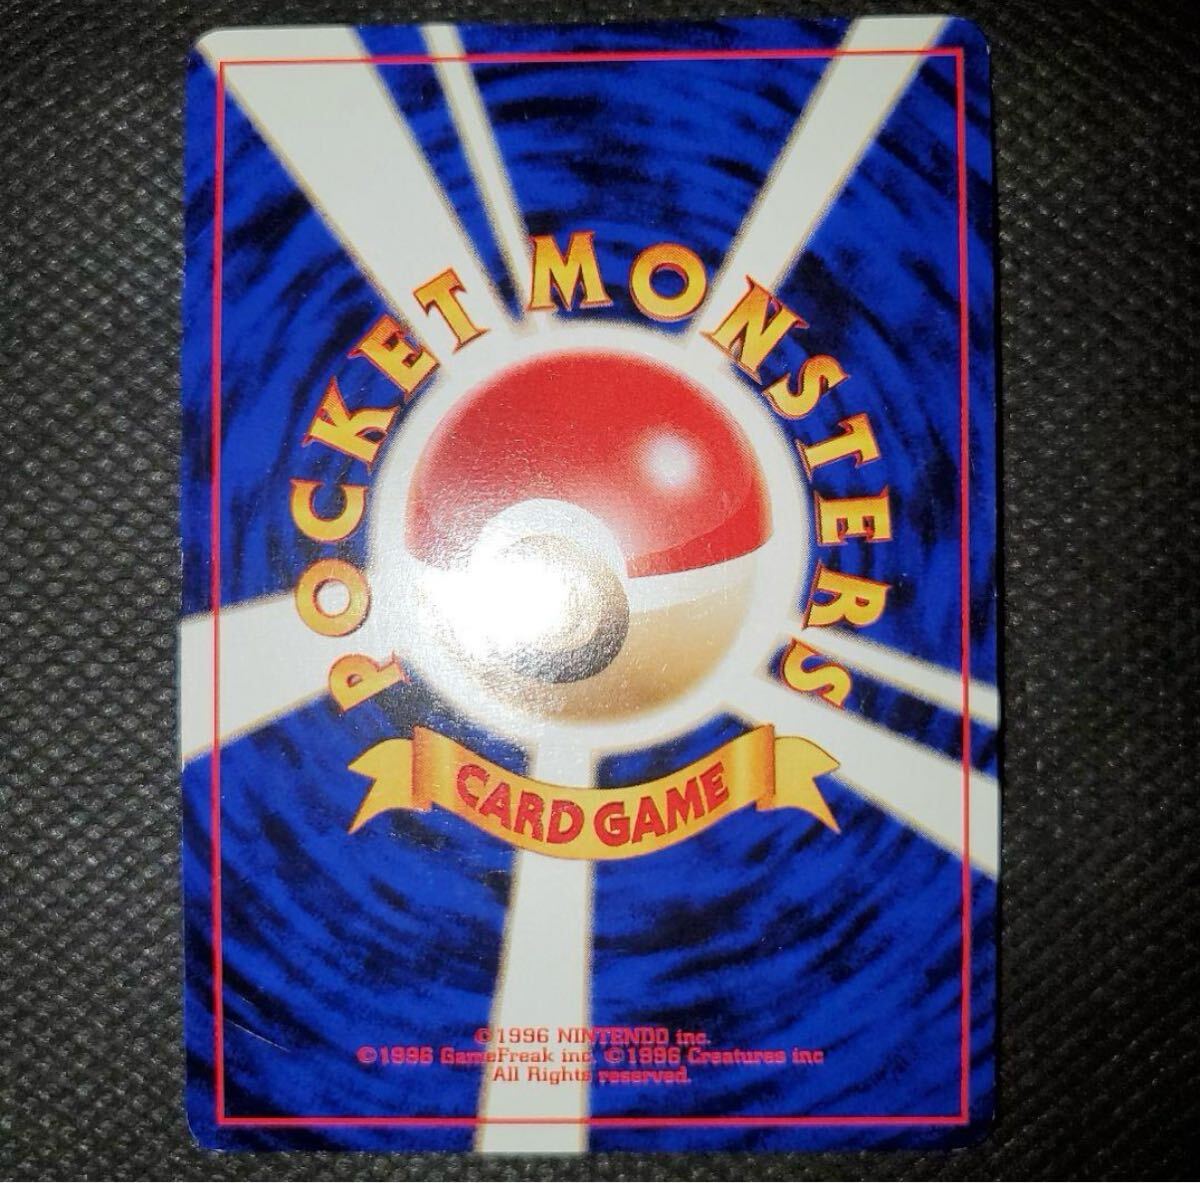 POCKET MONSTERS
CARD GAME
©1996 NINTENDO inc.
©1996 GameFreak inc. ©1996 Creatures inc
All Rights reserved.